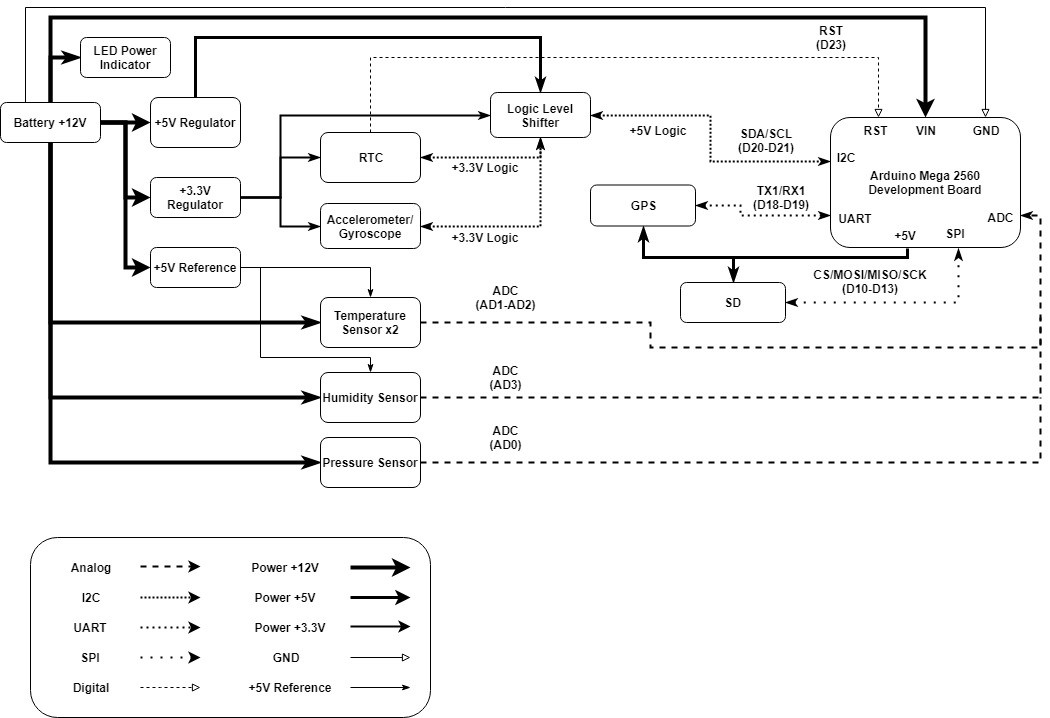 RST
(D23)
LED Power
Indicator
Battery +12V
+5V Regulator
Logic Level
Shifter
+5V Logic
SDA/SCL
(D20-D21)
RST
VIN
GND
I2C
Arduino Mega 2560
Development Board
UART
ADC
+5V
SPI
RTC
+3.3V Logic
+3.3V
Regulator
Accelerometer/
Gyroscope
+3.3V Logic
GPS
TX1/RX1
(D18-D19)
+5V Reference
SD
CS/MOSI/MISO/SCK
(D10-D13)
Temperature
Sensor x2
ADC
(AD1-AD2)
Humidity Sensor
ADC
(AD3)
Pressure Sensor
ADC
(AD0)
Analog
Power +12V
I2C
Power +5V
UART
Power +3.3V
SPI
GND
Digital
+5V Reference